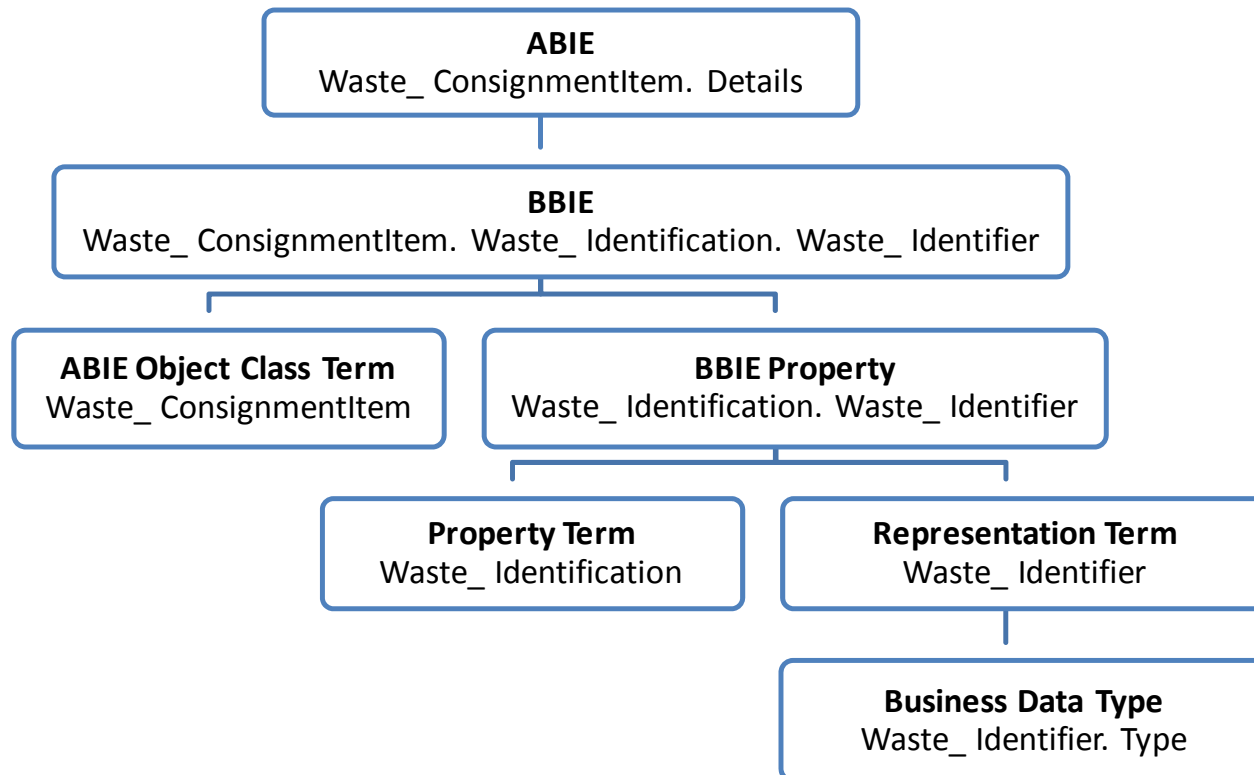 ABIE
Waste_ ConsignmentItem. Details
BBIE
Waste_ ConsignmentItem. Waste_ Identification. Waste_ Identifier
ABIE Object Class Term
Waste_ ConsignmentItem
BBIE Property
Waste_ Identification. Waste_ Identifier
Property Term
Waste_ Identification
Representation Term
Waste_ Identifier
Business Data Type
Waste_ Identifier. Type